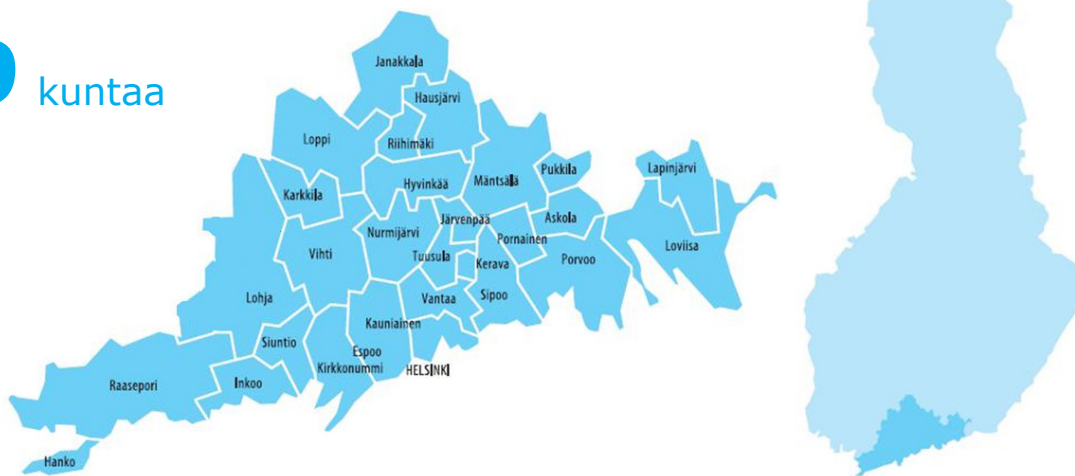 kuntaa
Janakkala
Hausjärvi
Loppi
Riihimäki
Karkkila
Hyvinkää
Mäntsälä
Pukkila
Lapinjärvi
Nurmijärvi
Järvenpää
Askola
Vihti
Tuusula
Pornainen
Kerava
Porvoo
Loviisa
Lohja
Vantaa
Sipoo
Siuntio
Kauniainen
Espoo
Kirkkonummi
HELSINKI
Raasepori
Inkoo
Hanko